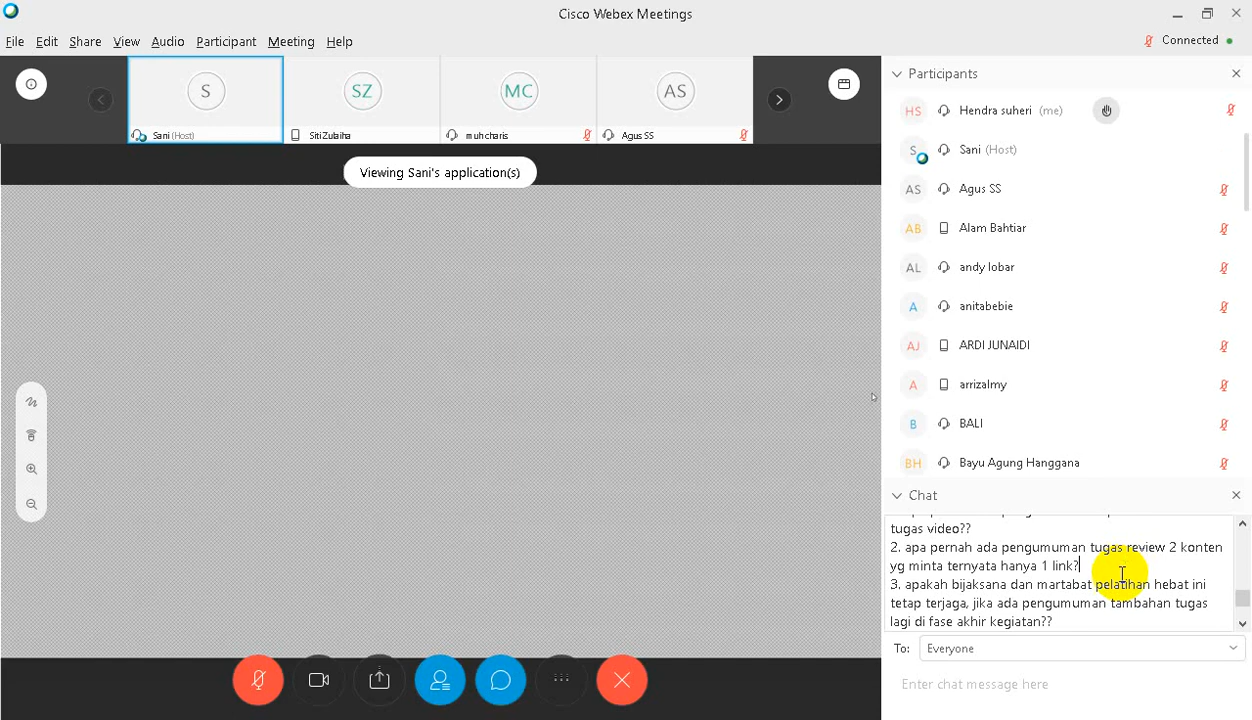 Cisco Webex Meetings
File Edit Share View Audio Participant Meeting Help
Connected
S
Sani (Host)
SZ
Siti Zulaiha
MC
muh charis
AS
Agus SS
Viewing Sani's application(s)
Participants
HS Hendra suheri (me)
S Sani (Host)
AS Agus SS
AB Alam Bahtiar
AL andy lobar
A anitabebie
AJ ARDI JUNAIDI
A arrizalmy
B BALI
BH Bayu Agung Hanggana
Chat
tugas video??
2. apa pernah ada pengumuman tugas review 2 konten
yg minta ternyata hanya 1 link?
3. apakah bijaksana dan martabat pelatihan hebat ini
tetap terjaga, jika ada pengumuman tambahan tugas
lagi di fase akhir kegiatan??
To: Everyone
Enter chat message here